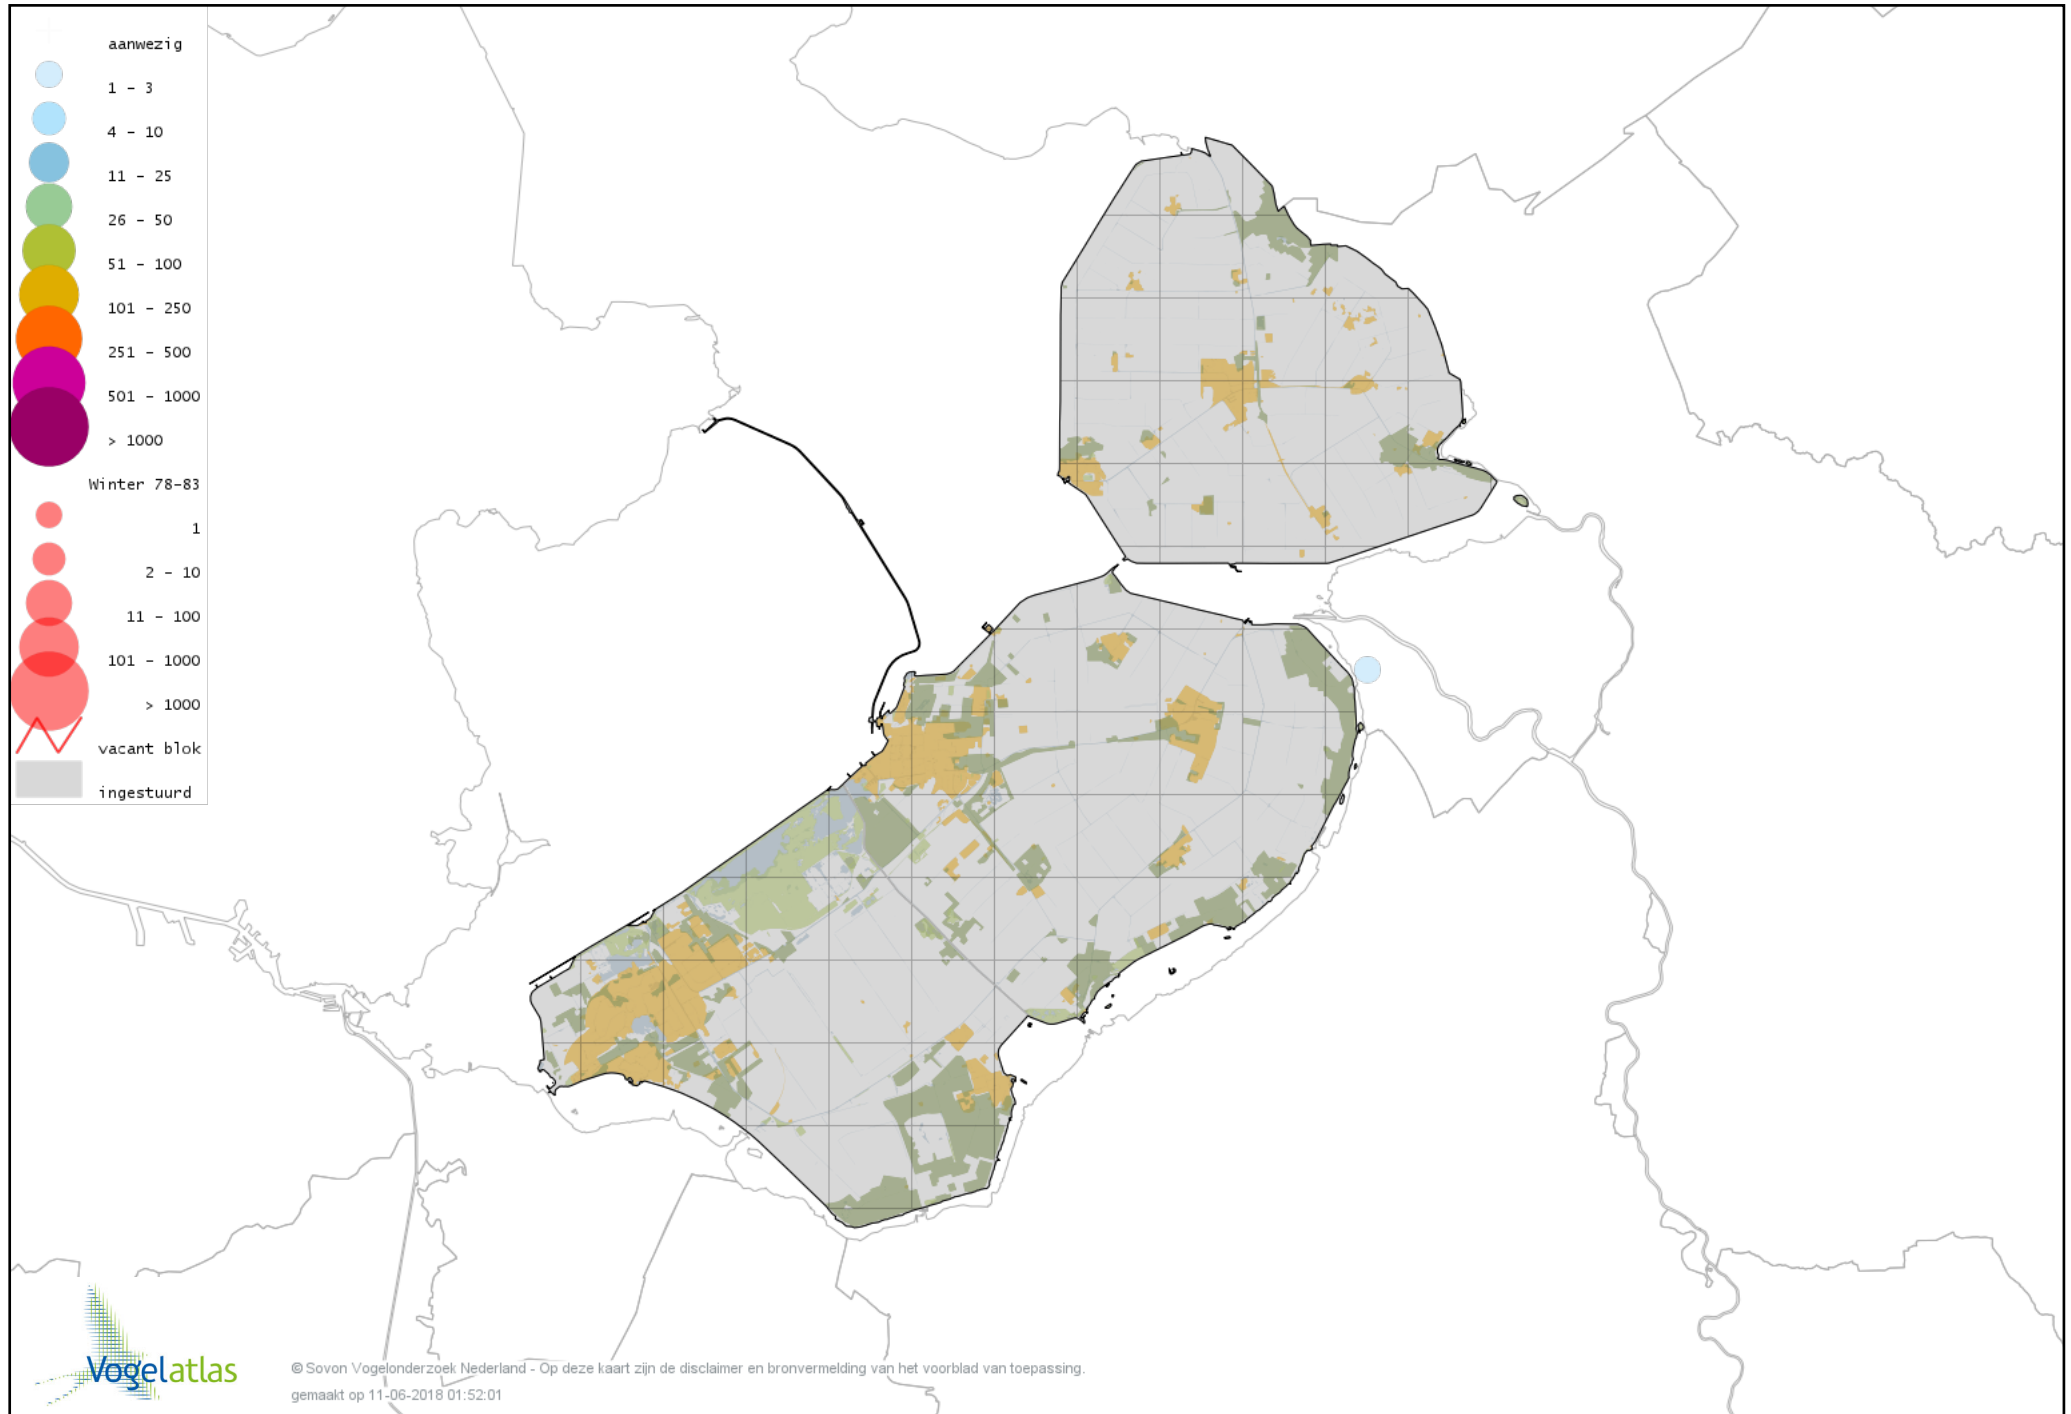 aanwezig
1 – 3
4 – 10
11 – 25
26 – 50
51 – 100
101 – 250
251 – 500
501 – 1000
> 1000
Winter 78-83
1
2 – 10
11 – 100
101 – 1000
> 1000
vacant blok
ingestuurd
Vogelatlas
© Sovon Vogelonderzoek Nederland - Op deze kaart zijn de disclaimer en bronvermelding van het voorblad van toepassing.
gemaakt op 11-06-2018 01:52:01